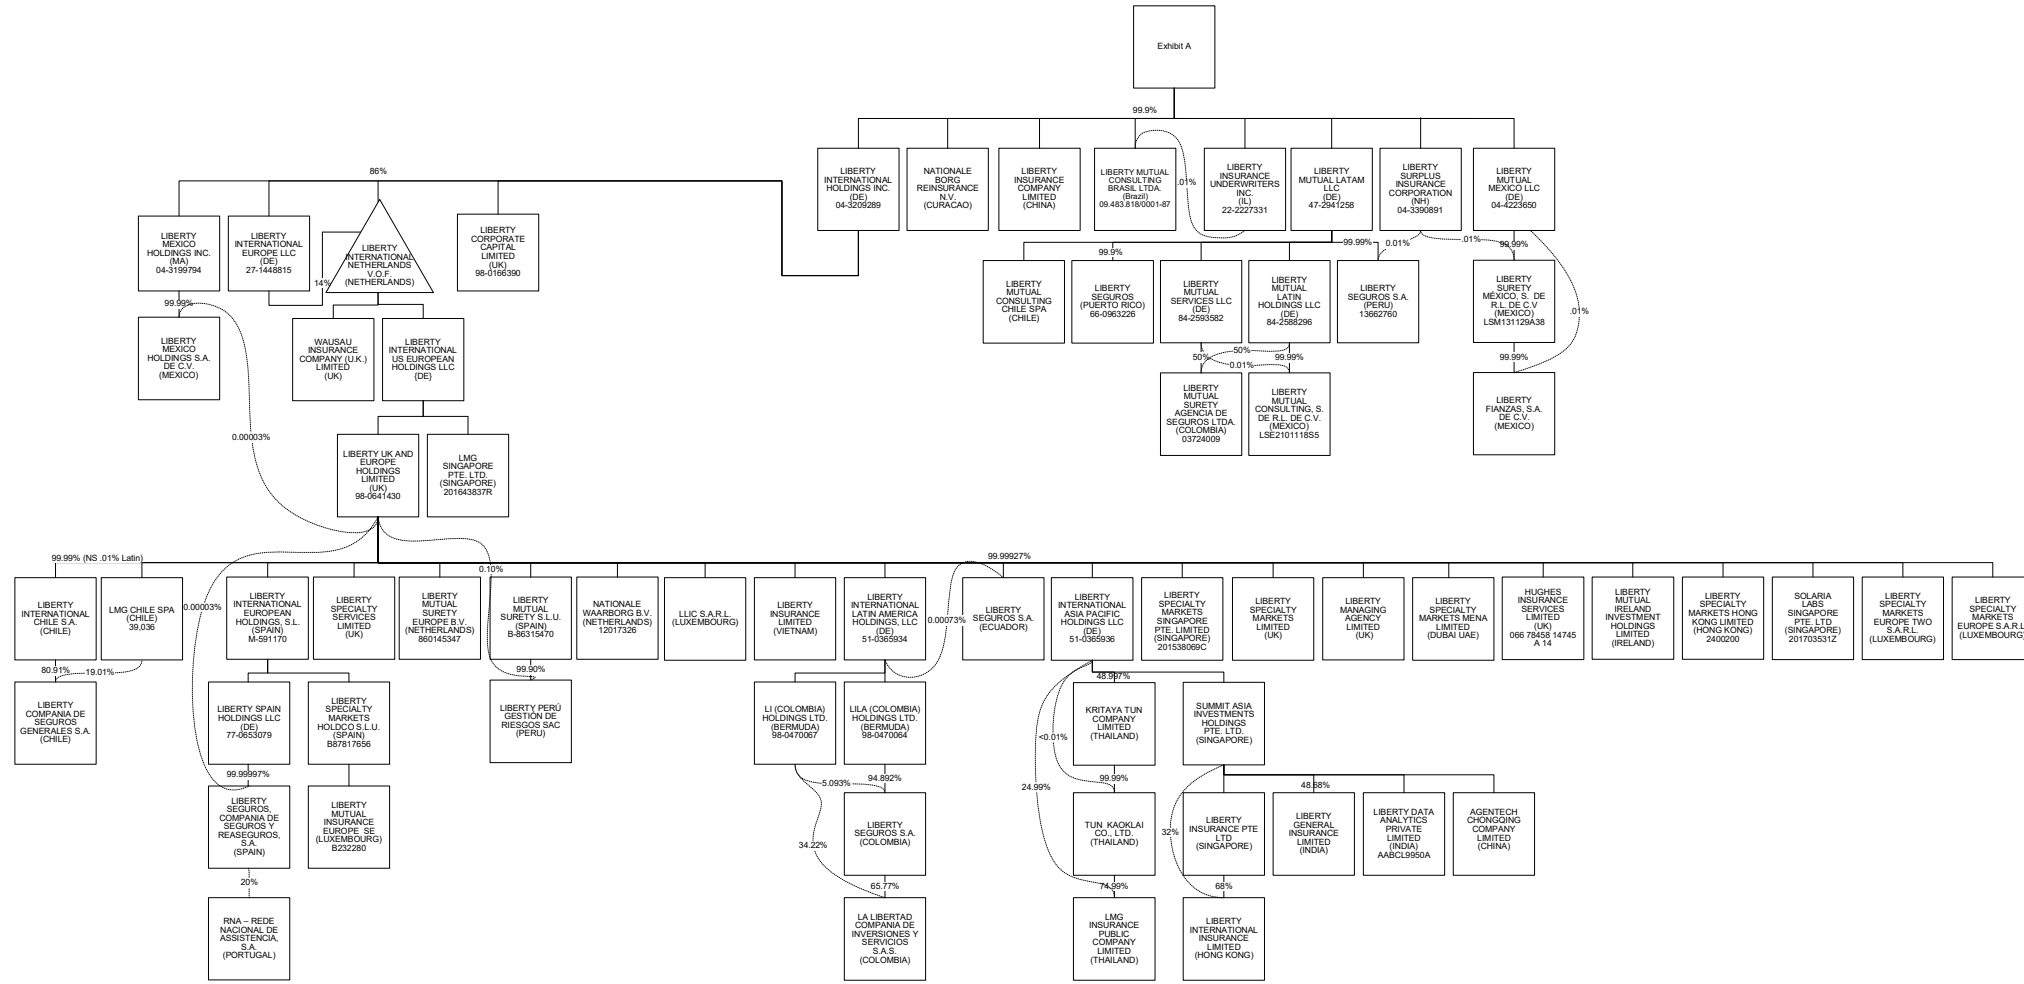 Exhibit A
99.9%
LIBERTY
INTERNATIONAL
HOLDINGS INC.
(DE)
04-3209289
NATIONALE
BORG
REINSURANCE
N.V.
(CURACAO)
LIBERTY
INSURANCE
COMPANY
LIMITED
(CHINA)
LIBERTY MUTUAL
CONSULTING
BRASIL LTDA.
(Brazil)
09.483.818/0001-87
.01%
LIBERTY
INSURANCE
UNDERWRITERS
INC.
(IL)
22-2227331
LIBERTY
MUTUAL LATAM
LLC
(DE)
47-2941258
LIBERTY
SURPLUS
INSURANCE
CORPORATION
(NH)
04-3390891
LIBERTY
MUTUAL
MEXICO LLC
(DE)
04-4223650
86%
LIBERTY
MEXICO
HOLDINGS INC.
(MA)
04-3199794
LIBERTY
INTERNATIONAL
EUROPE LLC
(DE)
27-1448815
14%
LIBERTY
INTERNATIONAL
NETHERLANDS
V.O.F.
(NETHERLANDS)
LIBERTY
CORPORATE
CAPITAL
LIMITED
(UK)
98-0166390
99.9%
99.99%
0.01%
.01%
99.99%
LIBERTY
MUTUAL
CONSULTING
CHILE SPA
(CHILE)
LIBERTY
SEGUROS
(PUERTO RICO)
66-0963226
LIBERTY
MUTUAL
SERVICES LLC
(DE)
84-2593582
LIBERTY
MUTUAL
LATIN
HOLDINGS LLC
(DE)
84-2588296
LIBERTY
SEGUROS S.A.
(PERU)
13662760
LIBERTY
SURETY
MÉXICO, S. DE
R.L. DE C.V
(MEXICO)
LSM131129A38
.01%
99.99%
LIBERTY
MEXICO
HOLDINGS S.A.
DE C.V.
(MEXICO)
WAUSAU
INSURANCE
COMPANY (U.K.)
LIMITED
(UK)
LIBERTY
INTERNATIONAL
US EUROPEAN
HOLDINGS LLC
(DE)
50%
50%
0.01%
99.99%
99.99%
LIBERTY
MUTUAL
SURETY
AGENCIA DE
SEGUROS LTDA.
(COLOMBIA)
03724009
LIBERTY
MUTUAL
CONSULTING, S.
DE R.L. DE C.V.
(MEXICO)
LSE2101118S5
LIBERTY
FIANZAS, S.A.
DE C.V.
(MEXICO)
0.00003%
LIBERTY UK AND
EUROPE
HOLDINGS
LIMITED
(UK)
98-0641430
LMG
SINGAPORE
PTE. LTD.
(SINGAPORE)
201643837R
99.99% (NS .01% Latin)
99.99927%
0.10%
LIBERTY
INTERNATIONAL
CHILE S.A.
(CHILE)
LMG CHILE SPA
(CHILE)
39,036
0.00003%
LIBERTY
INTERNATIONAL
EUROPEAN
HOLDINGS, S.L.
(SPAIN)
M-591170
LIBERTY
SPECIALTY
SERVICES
LIMITED
(UK)
LIBERTY
MUTUAL
SURETY
EUROPE B.V.
(NETHERLANDS)
860145347
LIBERTY
MUTUAL
SURETY S.L.U.
(SPAIN)
B-86315470
NATIONALE
WAARBORG B.V.
(NETHERLANDS)
12017326
LLIC S.A.R.L.
(LUXEMBOURG)
LIBERTY
INSURANCE
LIMITED
(VIETNAM)
LIBERTY
INTERNATIONAL
LATIN AMERICA
HOLDINGS, LLC
(DE)
51-0365934
0.00073%
LIBERTY
SEGUROS S.A.
(ECUADOR)
LIBERTY
INTERNATIONAL
ASIA PACIFIC
HOLDINGS LLC
(DE)
51-0365936
LIBERTY
SPECIALTY
MARKETS
SINGAPORE
PTE. LIMITED
(SINGAPORE)
201538069C
LIBERTY
SPECIALTY
MARKETS
LIMITED
(UK)
LIBERTY
MANAGING
AGENCY
LIMITED
(UK)
LIBERTY
SPECIALTY
MARKETS MENA
LIMITED
(DUBAI UAE)
HUGHES
INSURANCE
SERVICES
LIMITED
(UK)
066 78458 14745
A 14
LIBERTY
MUTUAL
IRELAND
INVESTMENT
HOLDINGS
LIMITED
(IRELAND)
LIBERTY
SPECIALTY
MARKETS HONG
KONG LIMITED
(HONG KONG)
2400200
SOLARIA
LABS
SINGAPORE
PTE. LTD
(SINGAPORE)
201703531Z
LIBERTY
SPECIALTY
MARKETS
EUROPE TWO
S.A.R.L.
(LUXEMBOURG)
LIBERTY
SPECIALTY
MARKETS
EUROPE S.A.R.L
(LUXEMBOURG)
80.91%
19.01%
99.90%
48.997%
LIBERTY
COMPANIA DE
SEGUROS
GENERALES S.A.
(CHILE)
LIBERTY SPAIN
HOLDINGS LLC
(DE)
77-0653079
LIBERTY
SPECIALTY
MARKETS
HOLDCO S.L.U.
(SPAIN)
B87817656
LIBERTY PERÚ
GESTIÓN DE
RIESGOS SAC
(PERU)
LI (COLOMBIA)
HOLDINGS LTD.
(BERMUDA)
98-0470067
LILA (COLOMBIA)
HOLDINGS LTD.
(BERMUDA)
98-0470064
<0.01%
KRITAYA TUN
COMPANY
LIMITED
(THAILAND)
SUMMIT ASIA
INVESTMENTS
HOLDINGS
PTE. LTD.
(SINGAPORE)
99.99997%
5.093%
94.892%
24.99%
99.99%
48.68%
LIBERTY
SEGUROS,
COMPANIA DE
SEGUROS Y
REASEGUROS,
S.A.
(SPAIN)
LIBERTY
MUTUAL
INSURANCE
EUROPE SE
(LUXEMBOURG)
B232280
34.22%
LIBERTY
SEGUROS S.A.
(COLOMBIA)
TUN KAOKLAI
CO., LTD.
(THAILAND)
32%
LIBERTY
INSURANCE PTE
LTD
(SINGAPORE)
LIBERTY
GENERAL
INSURANCE
LIMITED
(INDIA)
LIBERTY DATA
ANALYTICS
PRIVATE
LIMITED
(INDIA)
AABCL9950A
AGENTECH
CHONGQING
COMPANY
LIMITED
(CHINA)
20%
65.77%
74.99%
68%
RNA – REDE
NACIONAL DE
ASSISTENCIA,
S.A.
(PORTUGAL)
LA LIBERTAD
COMPANIA DE
INVERSIONES Y
SERVICIOS
S.A.S.
(COLOMBIA)
LMG
INSURANCE
PUBLIC
COMPANY
LIMITED
(THAILAND)
LIBERTY
INTERNATIONAL
INSURANCE
LIMITED
(HONG KONG)